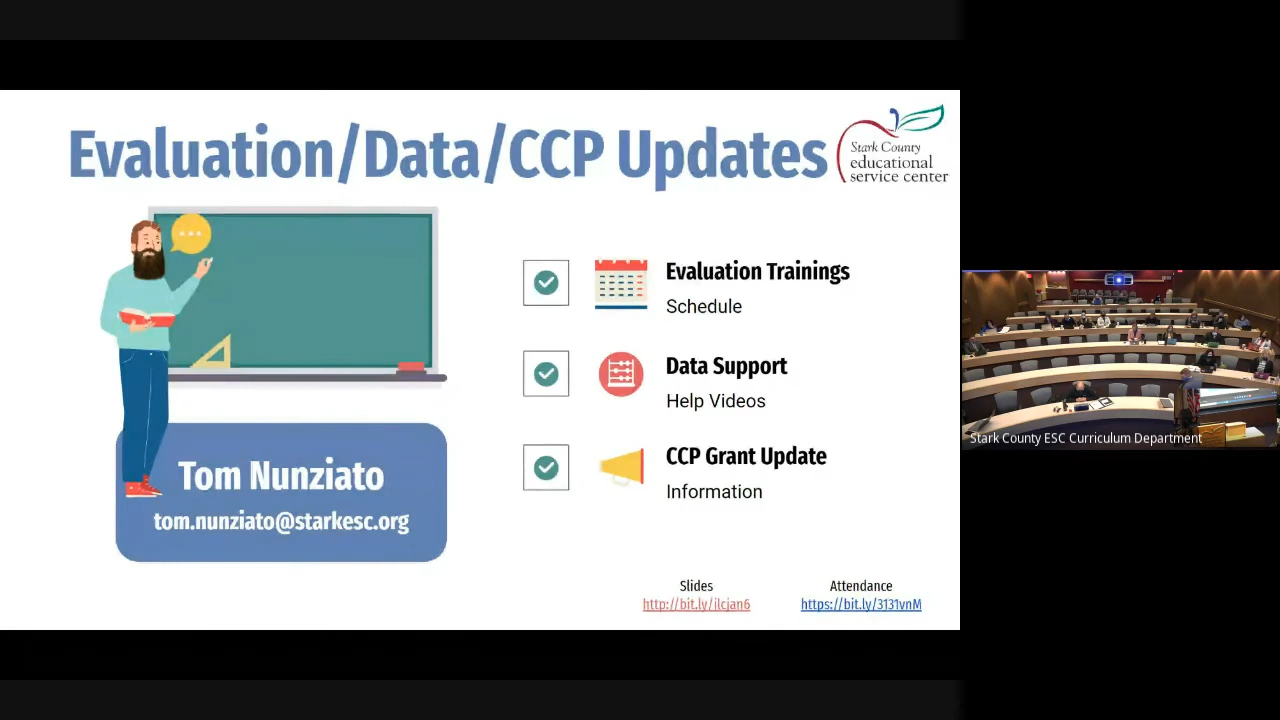 Evaluation/Data/CCP Updates
Stark County
educational
service center
Evaluation Trainings
Schedule
Data Support
Help Videos
CCP Grant Update
Information
Tom Nunziato
tom.nunziato@starkesc.org
Slides
http://bit.ly/ilcjan6
Attendance
https://bit.ly/3131vnM
Stark County ESC Curriculum Department